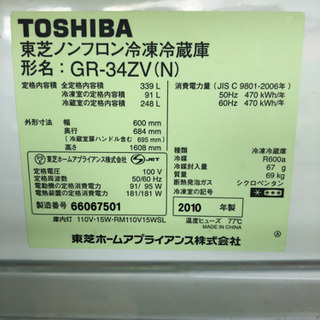 TOSHIBA
東芝ノンフロン冷凍冷蔵庫
形名：GR-34ZV(N)
定格内容積 全定格内容積 339 L
冷凍室の定格内容積 91 L
冷蔵室の定格内容積 248 L
消費電力量 (JIS C 9801-2006年)
50Hz 470 kWh/年
60Hz 470 kWh/年
外形寸法 幅 600 mm
奥行 684 mm
(冷蔵室扉ハンドル含む 695 mm)
高さ 1608 mm
東芝ホームアプライアンス株式会社
S JET
定格電圧 100 V
定格周波数 50/60 Hz
電動機の定格消費電力 91/ 95 W
電熱装置の定格消費電力 181/181 W
製造番号 66067501
種類 冷凍冷蔵庫
冷媒 R600a
冷媒封入量 67 g
質量 69 kg
断熱発泡ガス シクロペンタン
2010 年製
温度ヒューズ 77℃
MADE IN CHINA
庫内灯 110V·15W·RM110V15WSL
東芝ホームアプライアンス株式会社